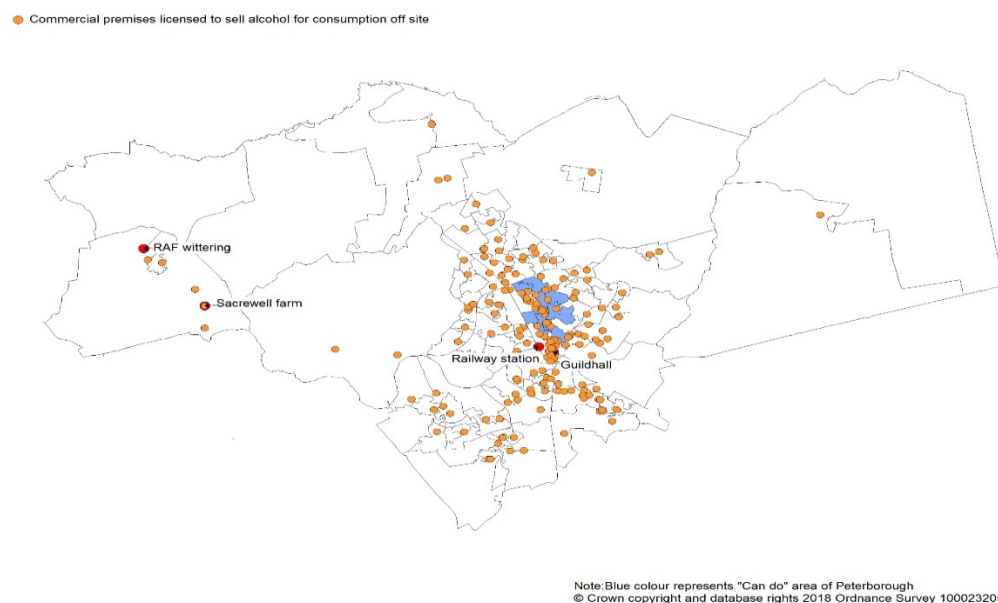 Commercial premises licensed to sell alcohol for consumption off site
RAF wittering
Sacrewell farm
Railway station
Guildhall
Note:Blue colour represents "Can do" area of Peterborough
© Crown copyright and database rights 2018 Ordnance Survey